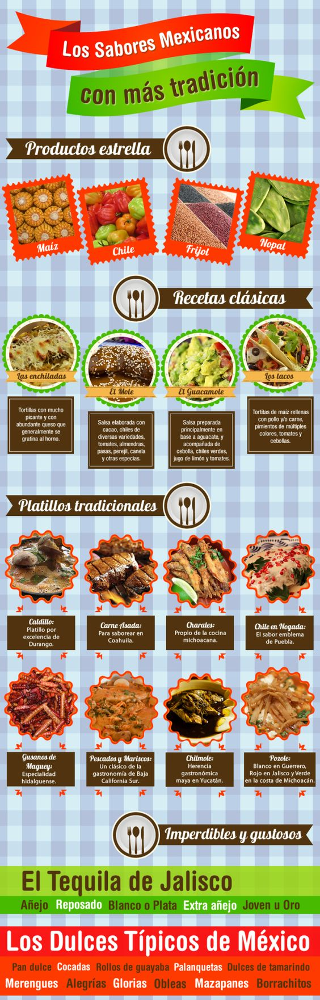 Los Sabores Mexicanos
con más tradición
Productos estrella
Maíz
Chile
Frijol
Nopal
Recetas clásicas
Las enchiladas
El Mole
El Guacamole
Los tacos
Tortillas con mucho
picante y con
abundante queso que
generalmente se
gratina al horno.
Salsa elaborada con
cacao, chiles de
diversas variedades,
tomates, almendras,
pasas, perejil, canela
y otras especias.
Salsa preparada
principalmente en
base a aguacate, y
acompañada de
cebolla, chiles verdes,
jugo de limón y tomates.
Tortitas de maíz rellenas
con pollo y/o carne,
pimientos de múltiples
colores, tomates y
cebollas.
Platillos tradicionales
Caldillo:
Platillo por
excelencia de
Durango.
Carne Asada:
Para saborear en
Coahuila.
Charales:
Propio de la cocina
michoacana.
Chile en Nogada:
El sabor emblema
de Puebla.
Gusanos de
Maguey:
Especialidad
hidalguense.
Pescados y Mariscos:
Un clásico de la
gastronomía de Baja
California Sur.
Chilmole:
Herencia
gastronómica
maya en Yucatán.
Pozole:
Blanco en Guerrero,
Rojo en Jalisco y Verde
en la costa de Michoacán.
Imperdibles y gustosos
El Tequila de Jalisco
Añejo Reposado Blanco o Plata Extra añejo Joven u Oro
Los Dulces Típicos de México
Pan dulce Cocadas Rollos de guayaba Palanquetas Dulces de tamarindo
Merengues Alegrías Glorias Obleas Mazapanes Borrachitos